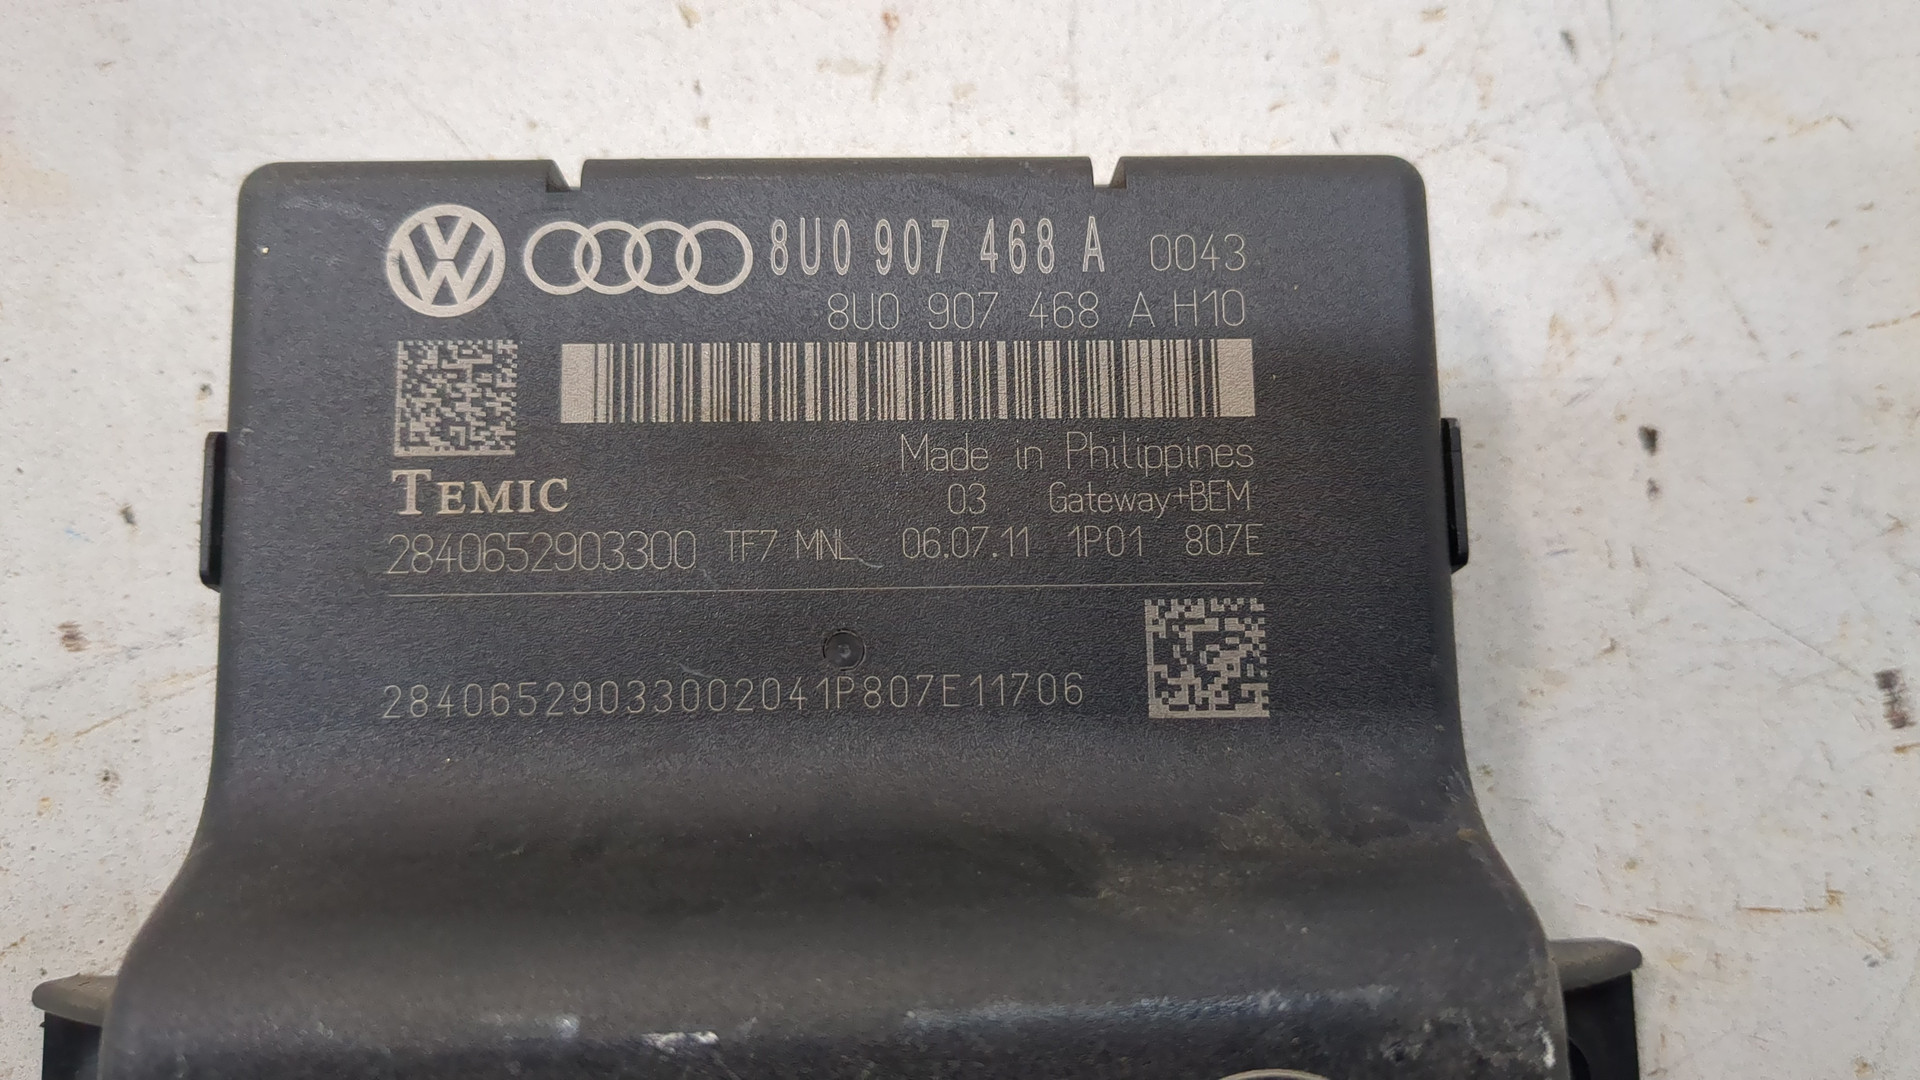 8U0 907 468 A 0043
8U0 907 468 A H10
Made in Philippines
TEMIC 03 Gateway+BEM
2840652903300 TF7 MNL 06.07.11 1P01 807E
28406529033002041P807E11706